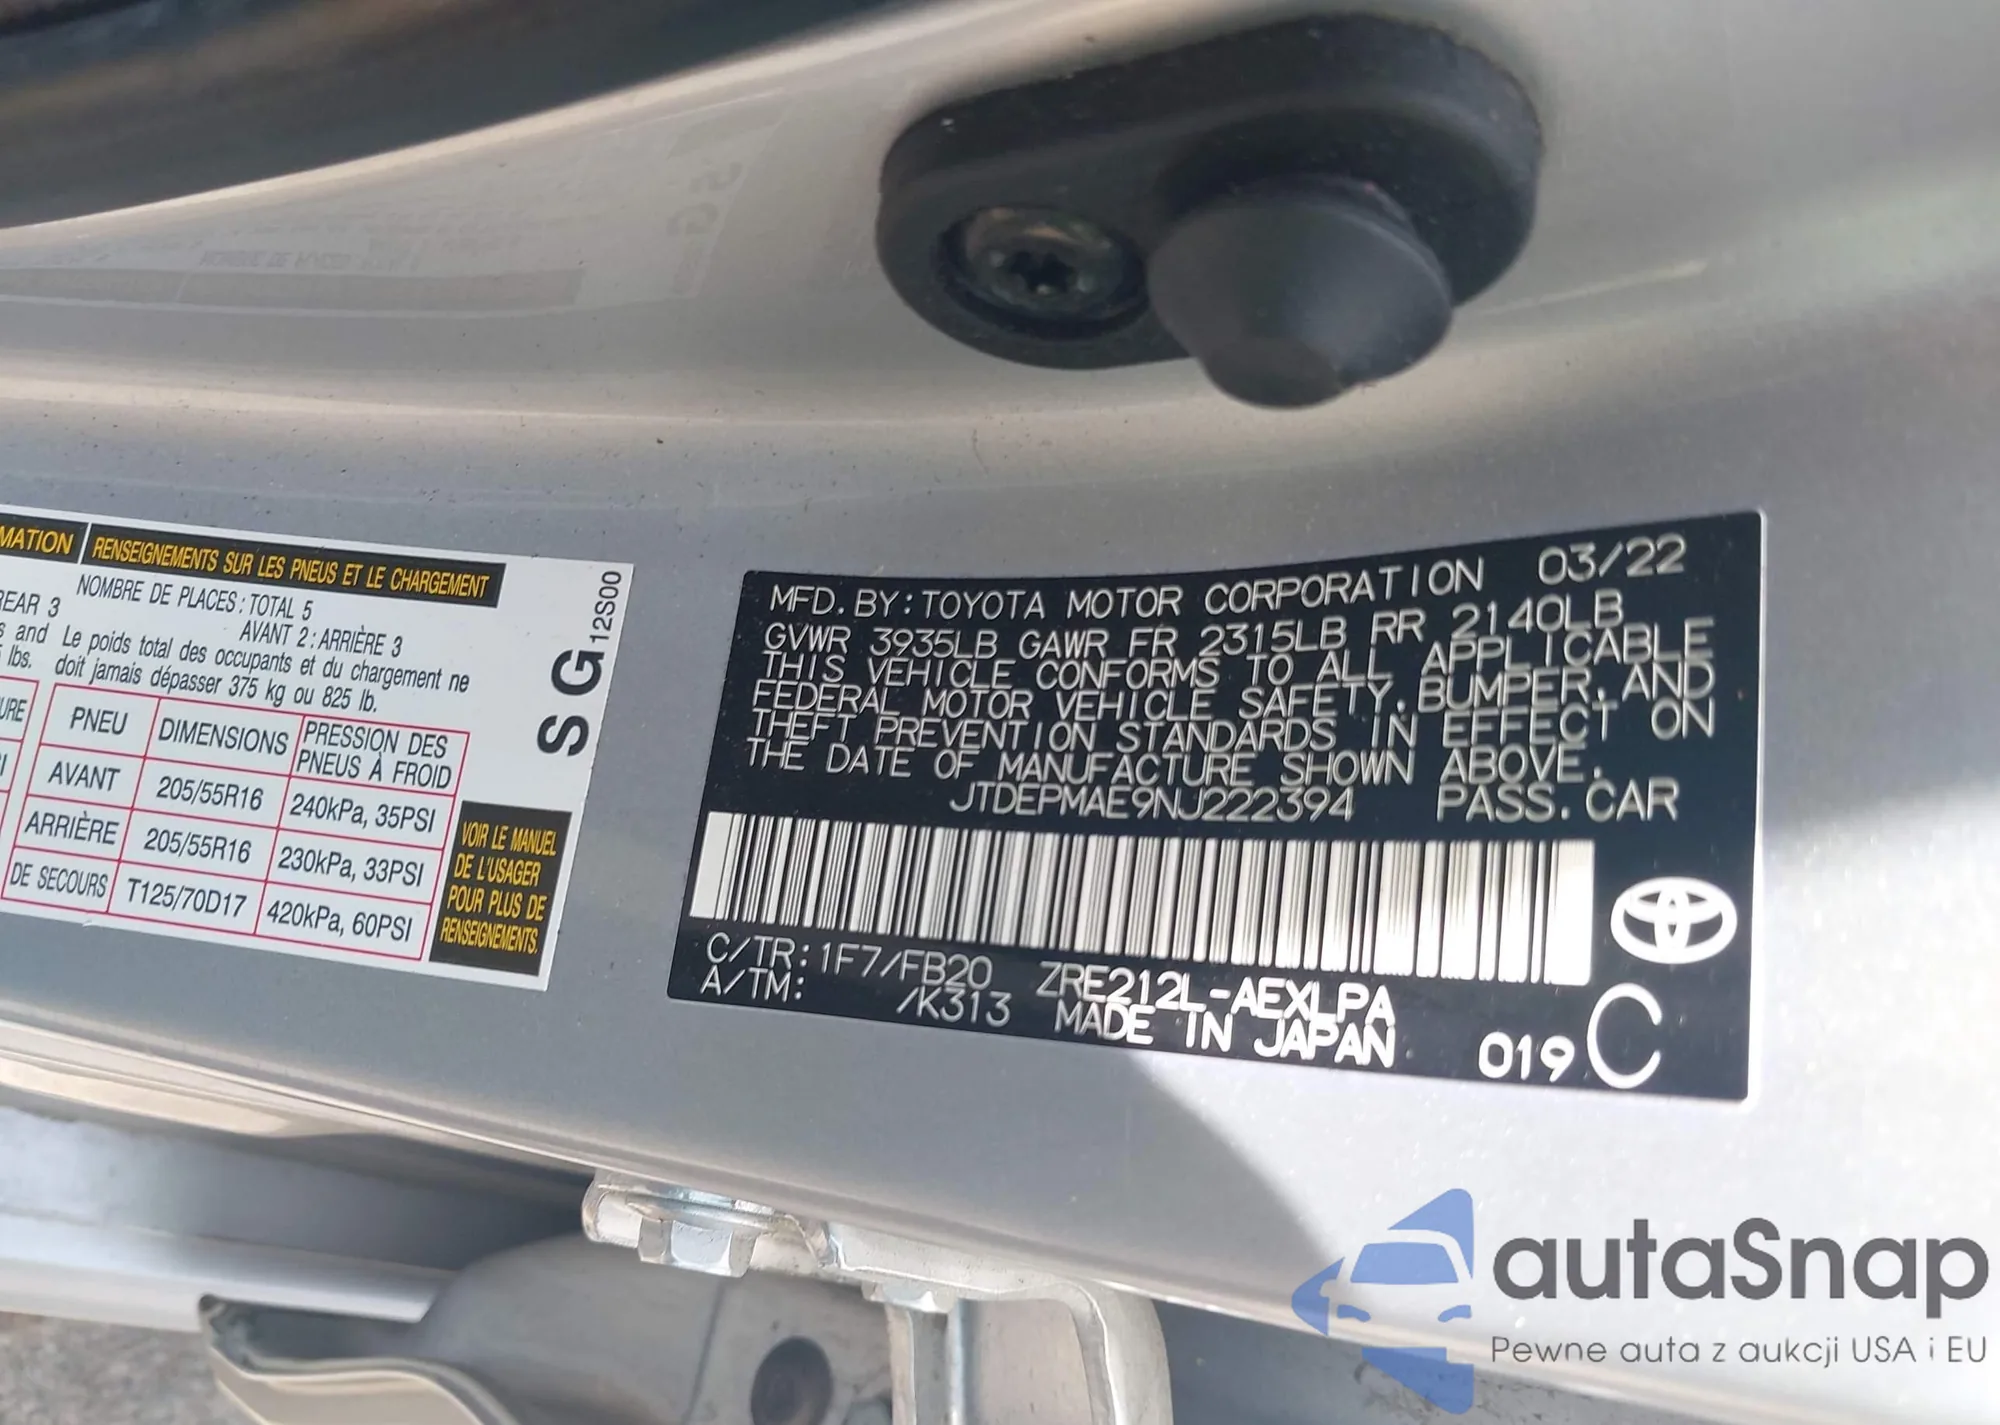 MATION
RENSEIGNEMENTS SUR LES PNEUS ET LE CHARGEMENT
REAR 3
NOMBRE DE PLACES : TOTAL 5
AVANT 2 : ARRIÈRE 3
and
lbs.
Le poids total des occupants et du chargement ne
doit jamais dépasser 375 kg ou 825 lb.
PNEU DIMENSIONS PRESSION DES PNEUS À FROID
AVANT 205/55R16 240kPa, 35PSI
ARRIÈRE 205/55R16 230kPa, 33PSI
DE SECOURS T125/70D17 420kPa, 60PSI
VOIR LE MANUEL
DE L'USAGER
POUR PLUS DE
RENSEIGNEMENTS.
SG
12S00
MFD. BY: TOYOTA MOTOR CORPORATION 03/22
GVWR 3935LB GAWR FR 2315LB RR 2140LB
THIS VEHICLE CONFORMS TO ALL APPLICABLE
FEDERAL MOTOR VEHICLE SAFETY, BUMPER, AND
THEFT PREVENTION STANDARDS IN EFFECT ON
THE DATE OF MANUFACTURE SHOWN ABOVE.
JTDEPMAE9NJ222394 PASS. CAR
C/TR: 1F7/FB20 ZRE212L-AEXLPA
A/TM: /K313 MADE IN JAPAN 019 C
autaSnap
Pewne auta z aukcji USA i EU